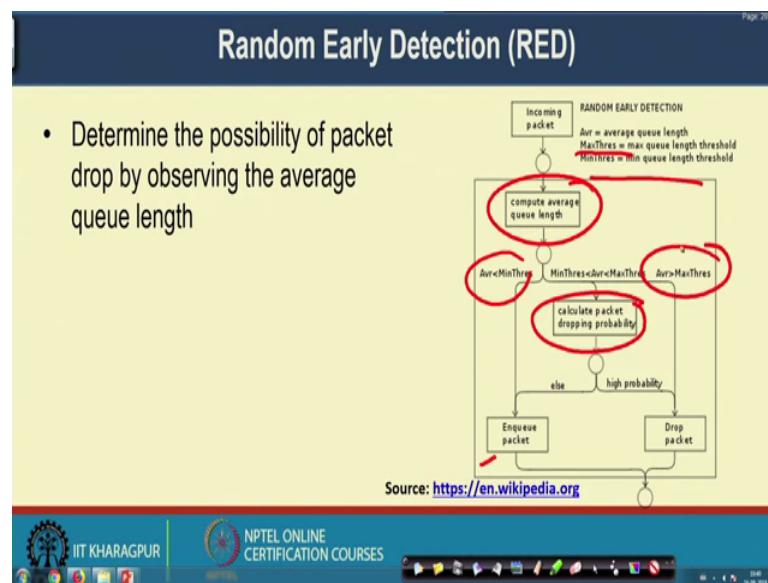 Page: 20
Random Early Detection (RED)
• Determine the possibility of packet
drop by observing the average
queue length
Incoming
packet
RANDOM EARLY DETECTION
Avr = average queue length
MaxThres = max queue length threshold
MinThres = min queue length threshold
compute average
queue length
Avr<MinThres
MinThres<Avr<MaxThres
Avr>MaxThres
calculate packet
dropping probability
else
high probability
Enqueue
packet
Drop
packet
Source: https://en.wikipedia.org
IIT KHARAGPUR
NPTEL ONLINE
CERTIFICATION COURSES
NPTEL